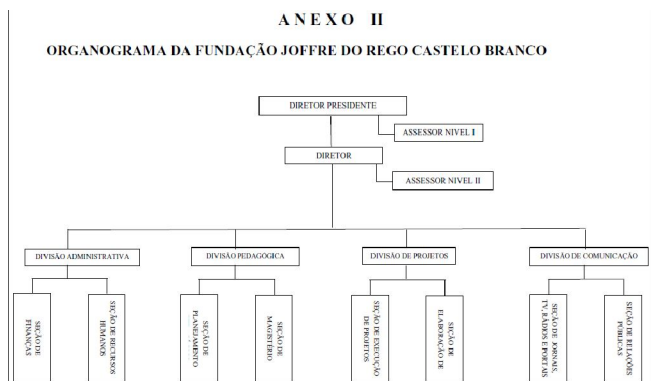 ANEXO II
ORGANOGRAMA DA FUNDAÇÃO JOFFRE DO REGO CASTELO BRANCO
DIRETOR PRESIDENTE
ASSESSOR NIVEL I
DIRETOR
ASSESSOR NIVEL II
DIVISÃO ADMINISTRATIVA
DIVISÃO PEDAGÓGICA
DIVISÃO DE PROJETOS
DIVISÃO DE COMUNICAÇÃO
SEÇÃO DE
FINANÇAS
SEÇÃO DE RECURSOS
HUMANOS
SEÇÃO DE
PLANEJAMENTO
SEÇÃO DE
MAGISTÉRIO
SEÇÃO DE EXECUÇÃO
DE PROJETOS
SEÇÃO DE
ELABORAÇÃO DE
SEÇÃO DE JORNAIS,
TV, RÁDIOS E PORTAIS
SEÇÃO DE RELAÇÕES
PÚBLICAS